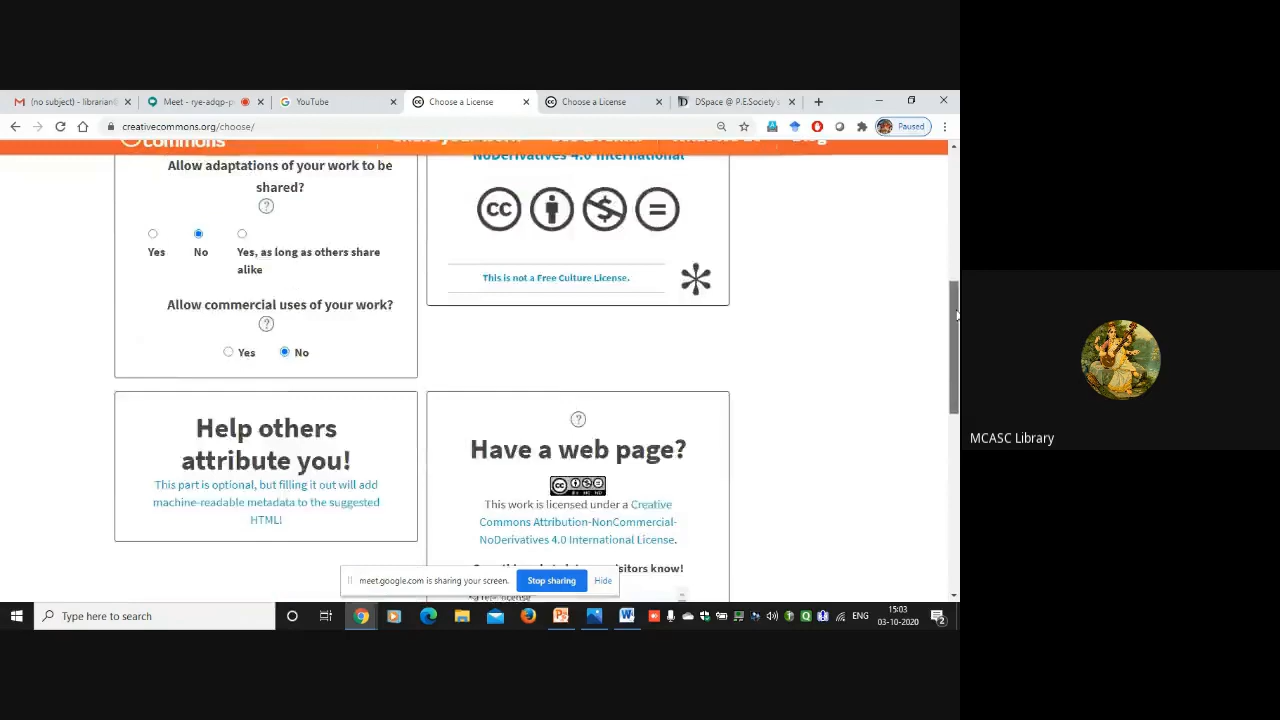 (no subject) - librarian@
Meet - rye-adqp-p
YouTube
Choose a License
Choose a License
DSpace @ P.E.Society's
creativecommons.org/choose/
Paused
commons
Allow adaptations of your work to be
shared?
?
Yes
No
Yes, as long as others share
alike
Allow commercial uses of your work?
?
Yes
No
NoDerivatives 4.0 International
cc
$
=
This is not a Free Culture License.
Help others
attribute you!
This part is optional, but filling it out will add
machine-readable metadata to the suggested
HTML!
?
Have a web page?
This work is licensed under a Creative
Commons Attribution-NonCommercial-
NoDerivatives 4.0 International License.
visitors know!
meet.google.com is sharing your screen.
Stop sharing
Hide
Type here to search
ENG
15:03
03-10-2020
2
MCASC Library